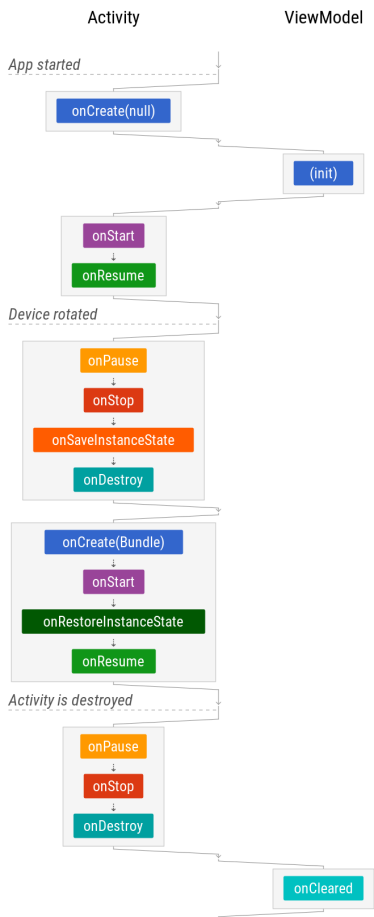 Activity ViewModel
App started
onCreate(null)
(init)
onStart
onResume
Device rotated
onPause
onStop
onSaveInstanceState
onDestroy
onCreate(Bundle)
onStart
onRestoreInstanceState
onResume
Activity is destroyed
onPause
onStop
onDestroy
onCleared